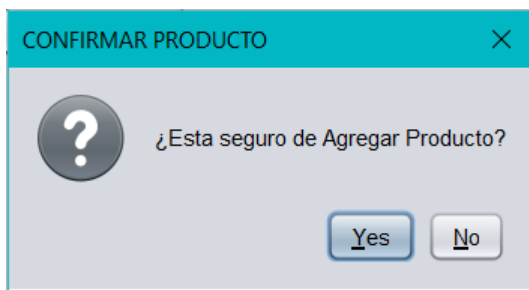 CONFIRMAR PRODUCTO
¿Esta seguro de Agregar Producto?
Yes No